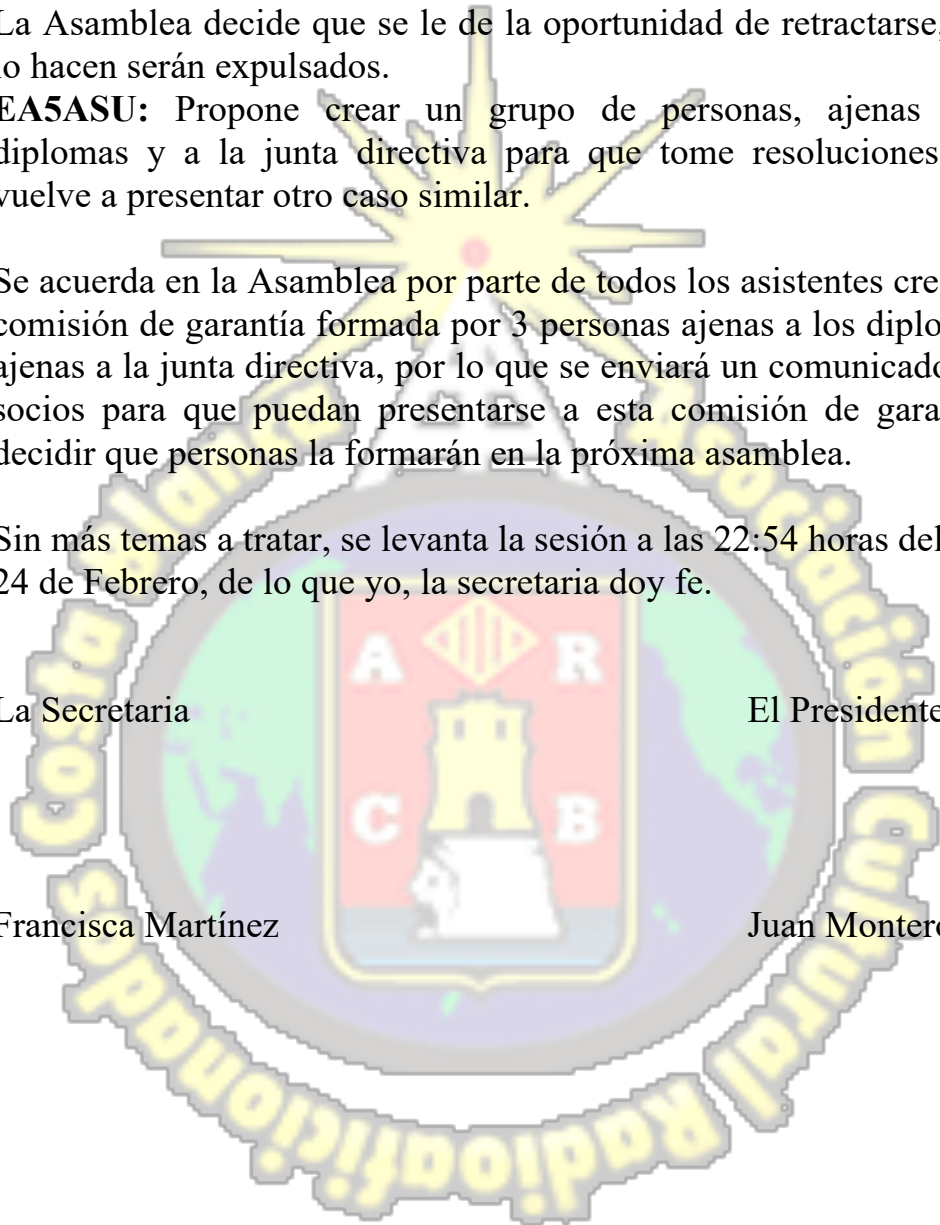 La Asamblea decide que se le de la oportunidad de retractarse,
lo hacen serán expulsados.
EA5ASU: Propone crear un grupo de personas, ajenas
diplomas y a la junta directiva para que tome resoluciones
vuelve a presentar otro caso similar.
Se acuerda en la Asamblea por parte de todos los asistentes cre
comisión de garantía formada por 3 personas ajenas a los diplo
ajenas a la junta directiva, por lo que se enviará un comunicado
socios para que puedan presentarse a esta comisión de gara
decidir que personas la formarán en la próxima asamblea.
Sin más temas a tratar, se levanta la sesión a las 22:54 horas del
24 de Febrero, de lo que yo, la secretaria doy fe.
La Secretaria El Presidente
Francisca Martínez Juan Montero
Asociación Cultural Radioaficionados Costa blanca
A R
C B